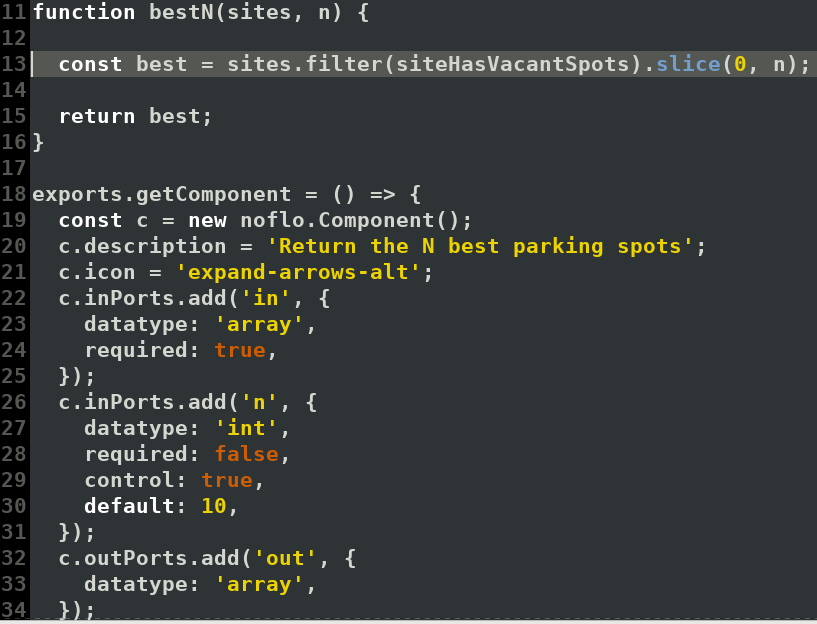 11 function bestN(sites, n) {
12
13   const best = sites.filter(siteHasVacantSpots).slice(0, n);
14
15   return best;
16 }
17
18 exports.getComponent = () => {
19   const c = new noflo.Component();
20   c.description = 'Return the N best parking spots';
21   c.icon = 'expand-arrows-alt';
22   c.inPorts.add('in', {
23     datatype: 'array',
24     required: true,
25   });
26   c.inPorts.add('n', {
27     datatype: 'int',
28     required: false,
29     control: true,
30     default: 10,
31   });
32   c.outPorts.add('out', {
33     datatype: 'array',
34   });